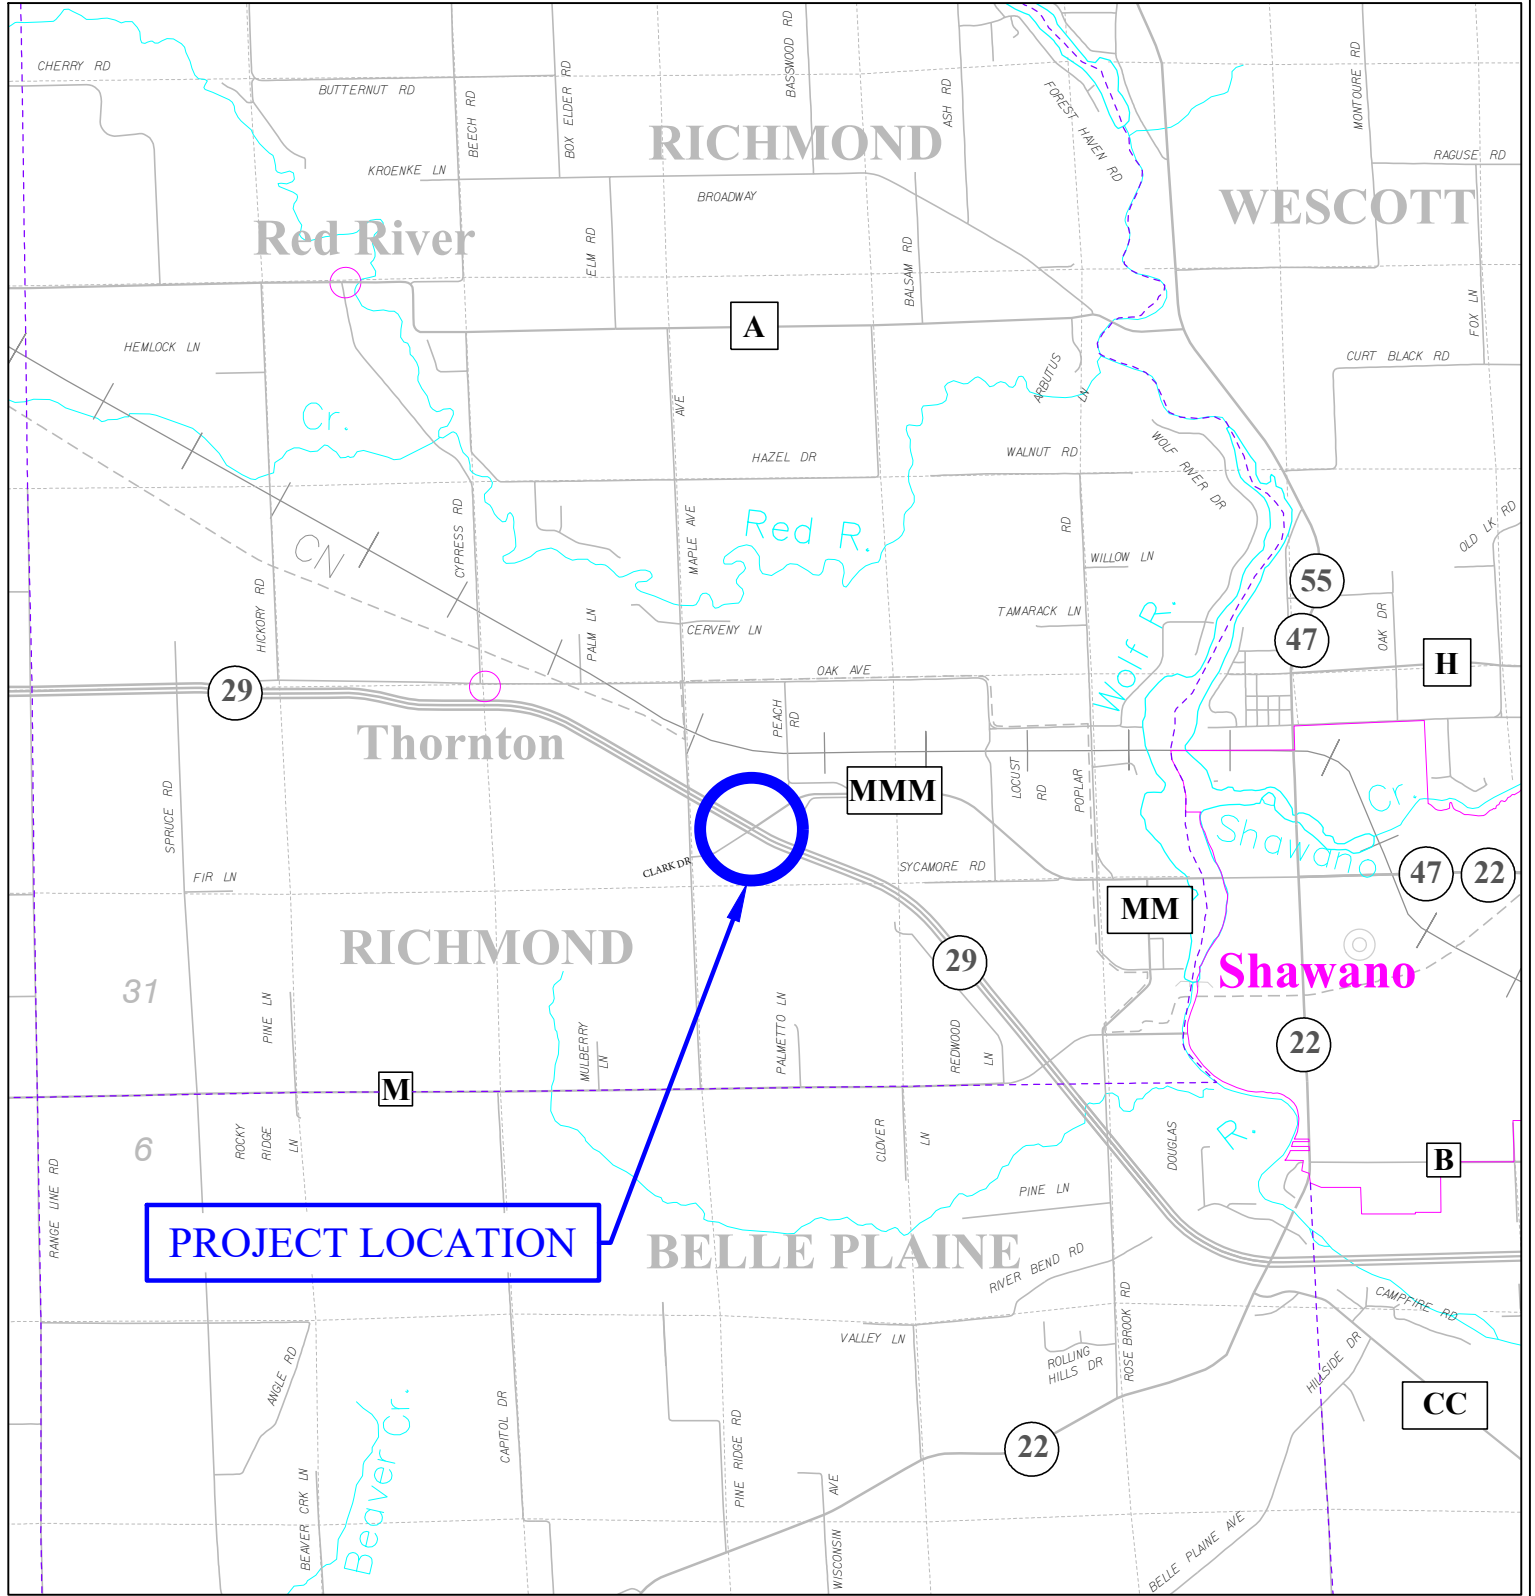 CHERRY RD
BUTTERNUT RD
BEECH RD
BOX ELDER RD
BASSWOOD RD
ASH RD
FOREST HAVEN RD
MONTOURE RD
RICHMOND
RAGUSE RD
KROENKE LN
BROADWAY
WESCOTT
Red River
ELM RD
BALSAM RD
FOX LN
A
HEMLOCK LN
CURT BLACK RD
ARBUTUS
LN
AVE
Cr.
WOLF RIVER DR
WALNUT RD
HAZEL DR
CN
CYPRESS RD
MAPLE AVE
Red R.
RD
OLD LK RD
WILLOW LN
55
HICKORY RD
PALM LN
CERVENY LN
TAMARACK LN
Wolf R.
47
OAK DR
H
29
OAK AVE
PEACH
RD
Thornton
LOCUST
RD
POPLAR
MMM
Cr.
Shawano
SPRUCE RD
CLARK DR
SYCAMORE RD
FIR LN
47
22
MM
RICHMOND
29
Shawano
31
PINE LN
MULBERRY
LN
PALMETTO LN
REDWOOD
LN
22
M
6
ROCKY
RIDGE
LN
CLOVER
LN
DOUGLAS
R.
B
RANGE LINE RD
PINE LN
PROJECT LOCATION
BELLE PLAINE
RIVER BEND RD
ROSE BROOK RD
CAMPFIRE RD
VALLEY LN
ROLLING
HILLS DR
HILLSIDE DR
ANGLE RD
CAPITOL DR
CC
Beaver Cr.
PINE RIDGE RD
22
BEAVER CRK LN
WISCONSIN
AVE
BELLE PLAINE AVE